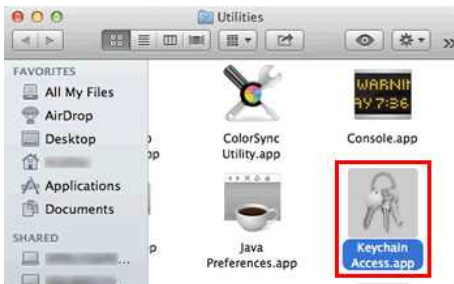 Utilities
FAVORITES
All My Files
AirDrop
Desktop
Applications
Documents
SHARED
...
...
ColorSync
Utility.app
WARNIN
AY 7:36
Console.app
Java
Preferences.app
Keychain
Access.app